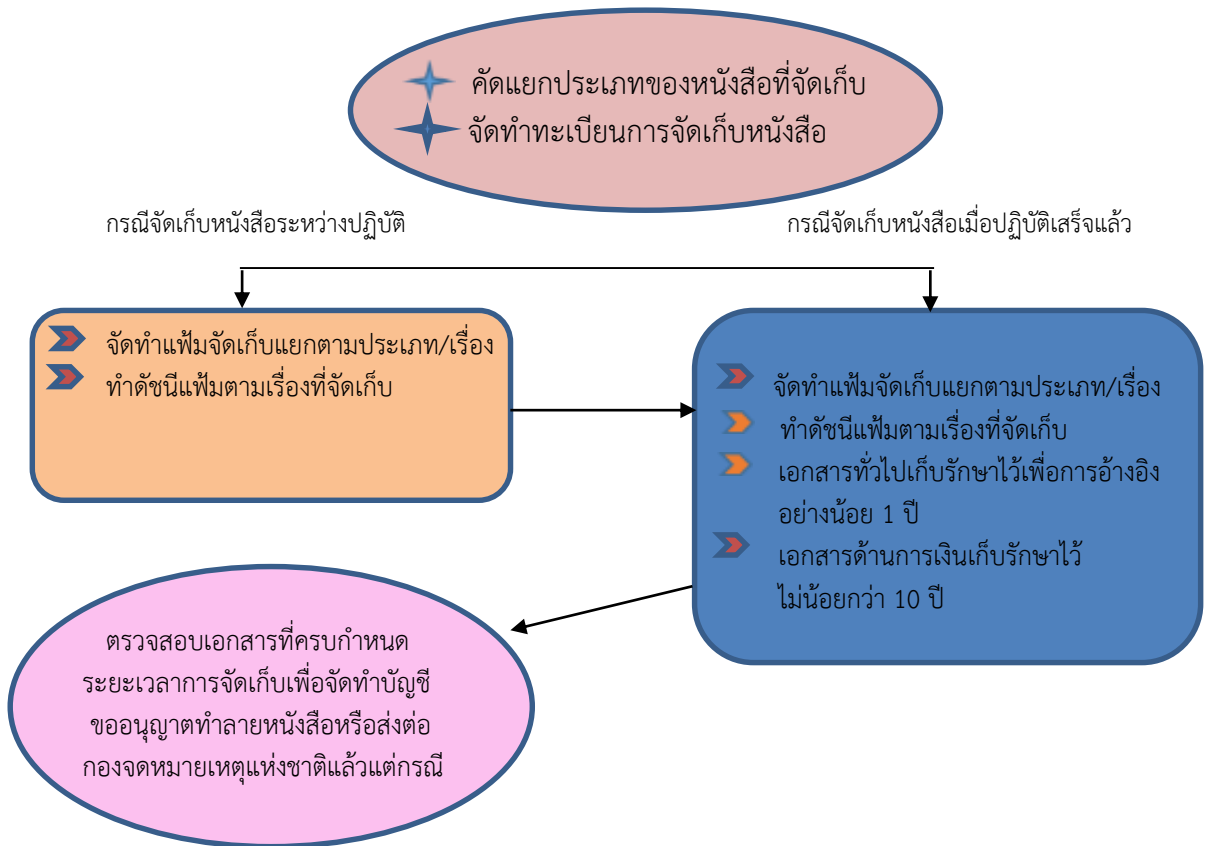 คัดแยกประเภทของหนังสือที่จัดเก็บ
จัดทำทะเบียนการจัดเก็บหนังสือ
กรณีจัดเก็บหนังสือระหว่างปฏิบัติ
กรณีจัดเก็บหนังสือเมื่อปฏิบัติเสร็จแล้ว
จัดทำแฟ้มจัดเก็บแยกตามประเภท/เรื่อง
ทำดัชนีแฟ้มตามเรื่องที่จัดเก็บ
จัดทำแฟ้มจัดเก็บแยกตามประเภท/เรื่อง
ทำดัชนีแฟ้มตามเรื่องที่จัดเก็บ
เอกสารทั่วไปเก็บรักษาไว้เพื่อการอ้างอิง
อย่างน้อย 1 ปี
เอกสารด้านการเงินเก็บรักษาไว้
ไม่น้อยกว่า 10 ปี
ตรวจสอบเอกสารที่ครบกำหนด
ระยะเวลาการจัดเก็บเพื่อจัดทำบัญชี
ขออนุญาตทำลายหนังสือหรือส่งต่อ
กองจดหมายเหตุแห่งชาติแล้วแต่กรณี